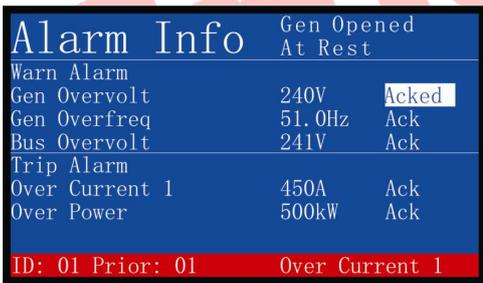 Alarm Info Gen Opened
At Rest
Warn Alarm
Gen Overvolt 240V Acked
Gen Overfreq 51.0Hz Ack
Bus Overvolt 241V Ack
Trip Alarm
Over Current 1 450A Ack
Over Power 500kW Ack
ID: 01 Prior: 01 Over Current 1